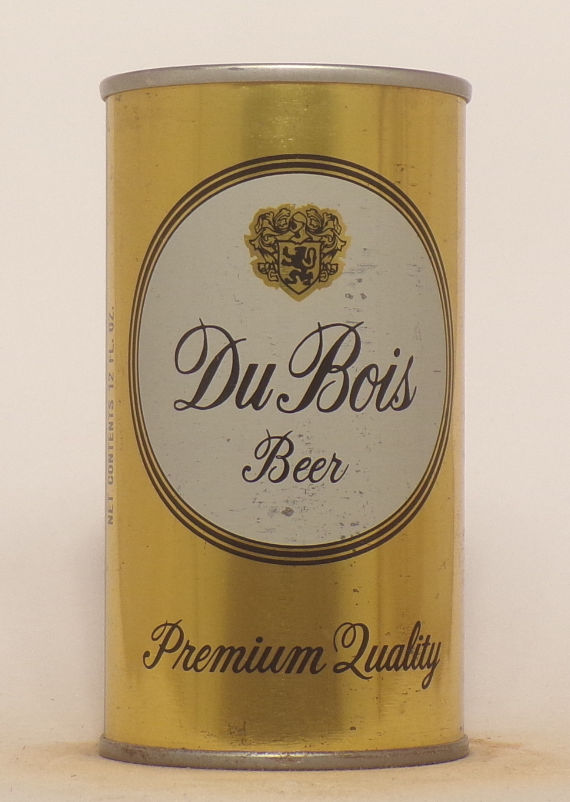 Du Bois
Beer
Premium Quality
NET CONTENTS 12 FL. OZ.